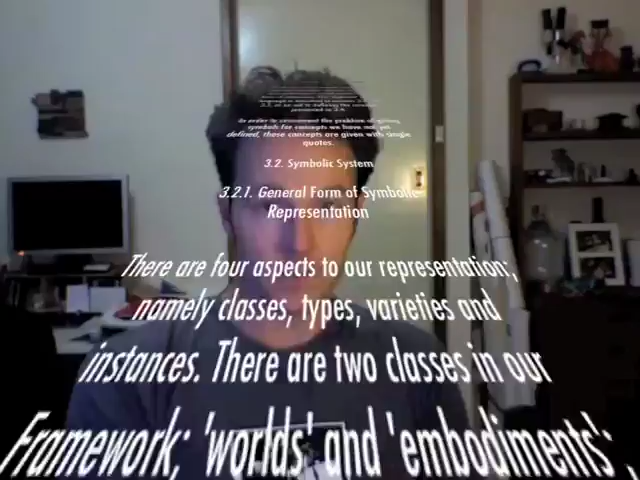 In order to circumvent the problem of giving
symbols for concepts we have not yet
defined, these concepts are given with single
quotes.
3.2. Symbolic System
3.2.1. General Form of Symbolic
Representation
There are four aspects to our representation;
namely classes, types, varieties and
instances. There are two classes in our
Framework; 'worlds' and 'embodiments';